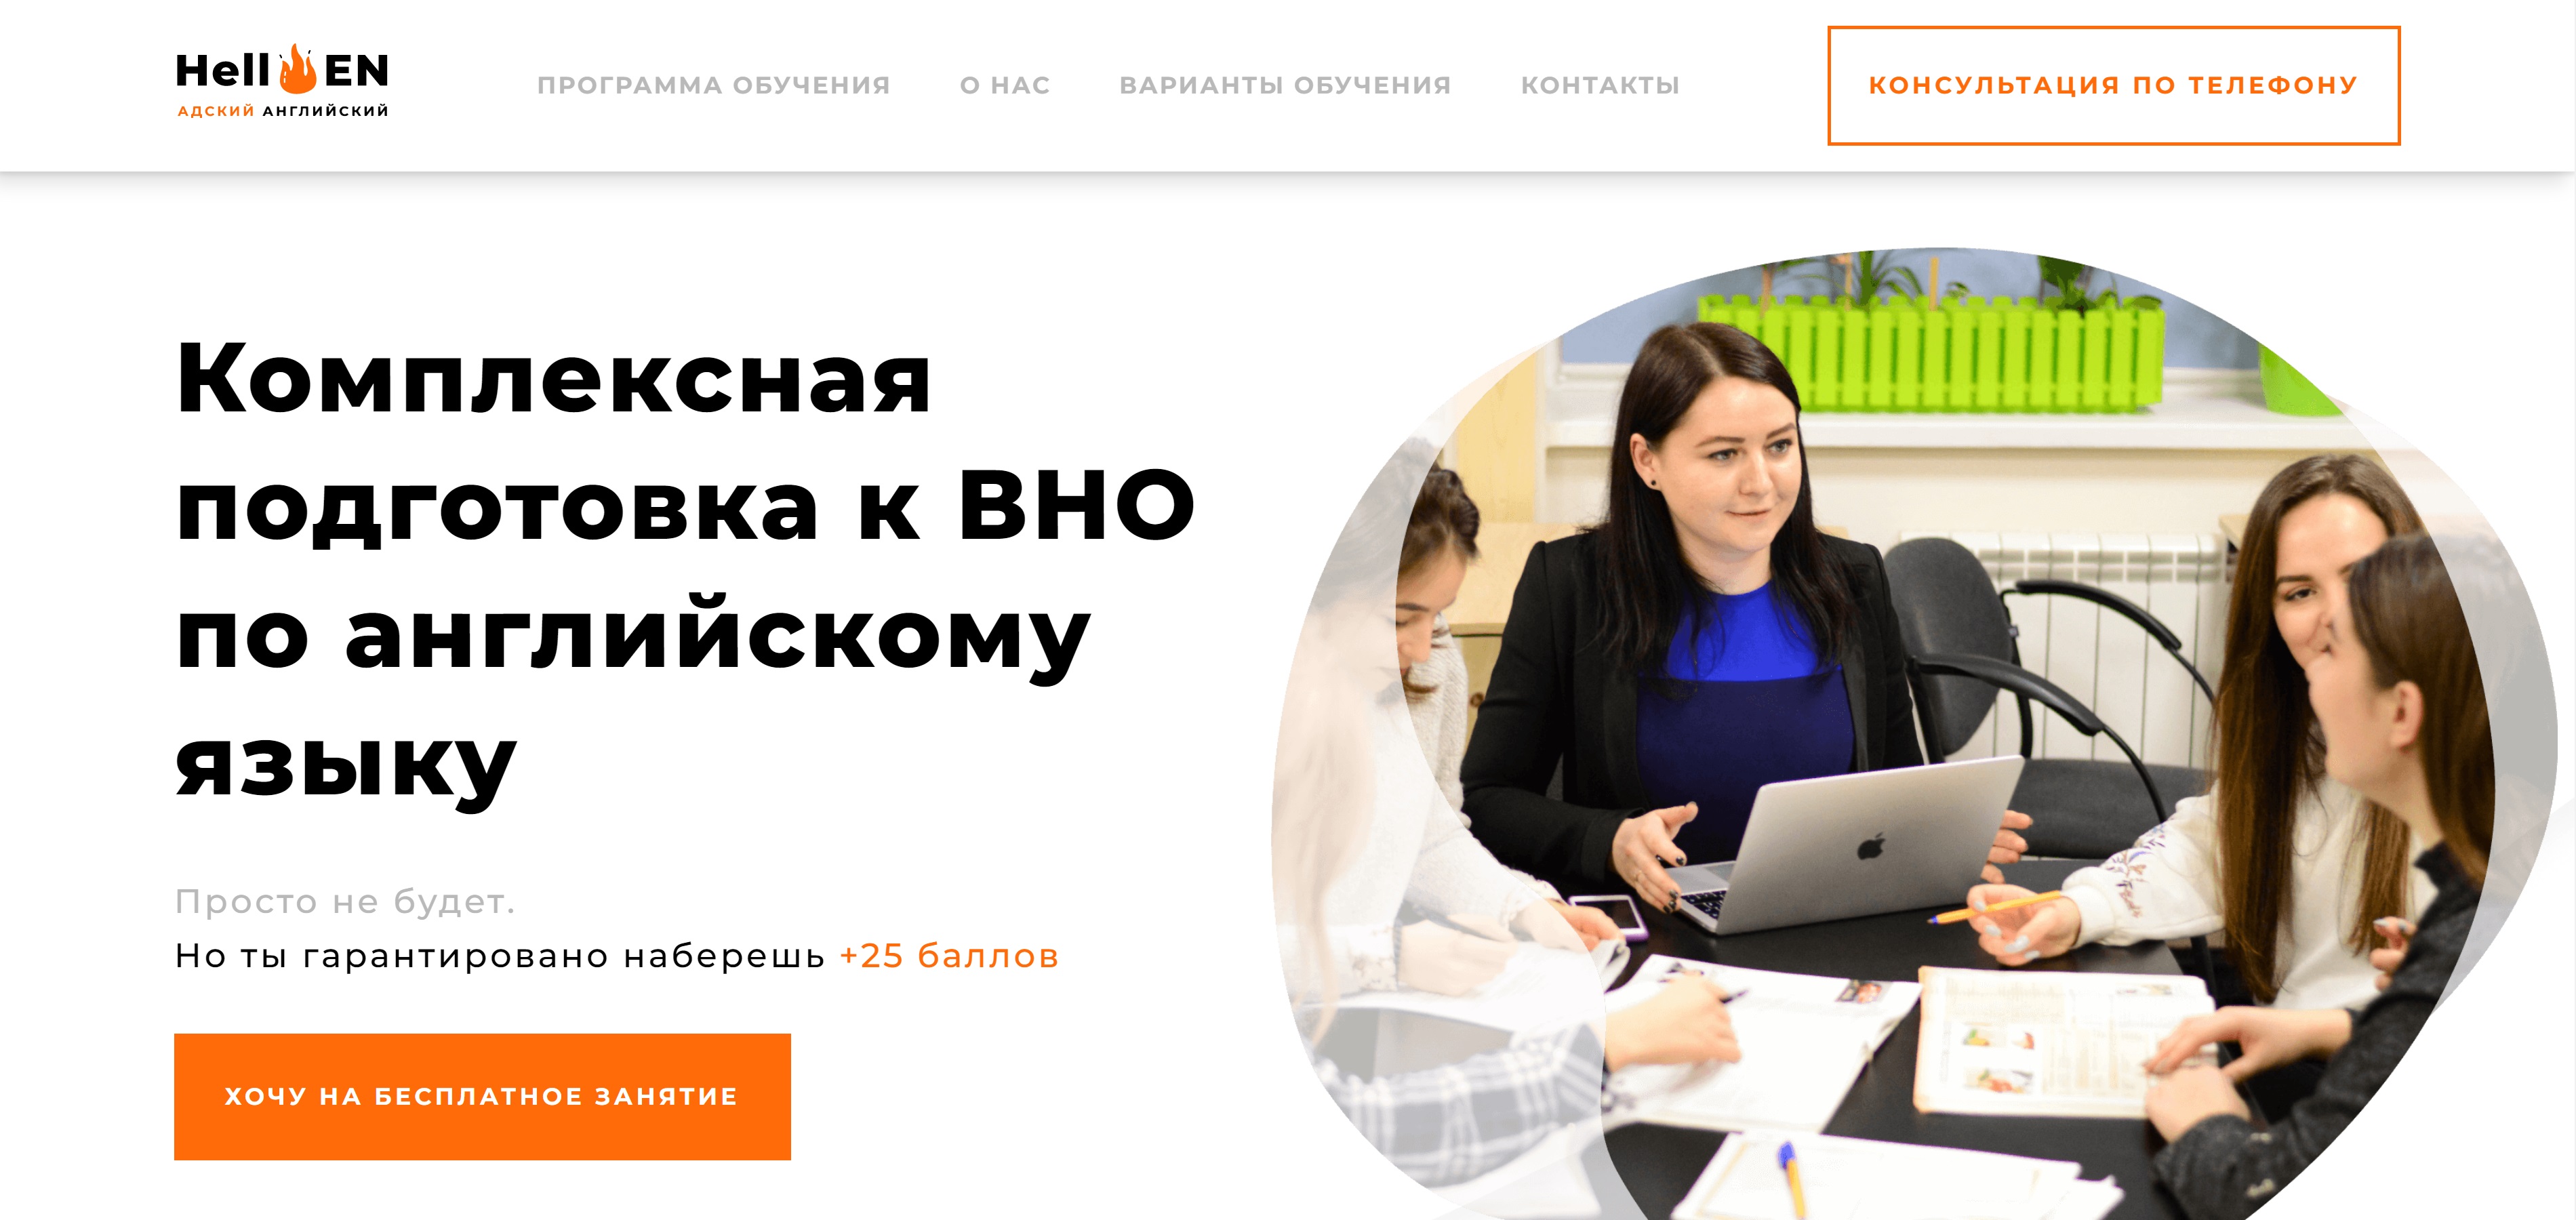 Hell EN
АДСКИЙ АНГЛИЙСКИЙ
ПРОГРАММА ОБУЧЕНИЯ
О НАС
ВАРИАНТЫ ОБУЧЕНИЯ
КОНТАКТЫ
КОНСУЛЬТАЦИЯ ПО ТЕЛЕФОНУ
Комплексная
подготовка к ВНО
по английскому
языку
Просто не будет.
Но ты гарантировано наберешь +25 баллов
ХОЧУ НА БЕСПЛАТНОЕ ЗАНЯТИЕ